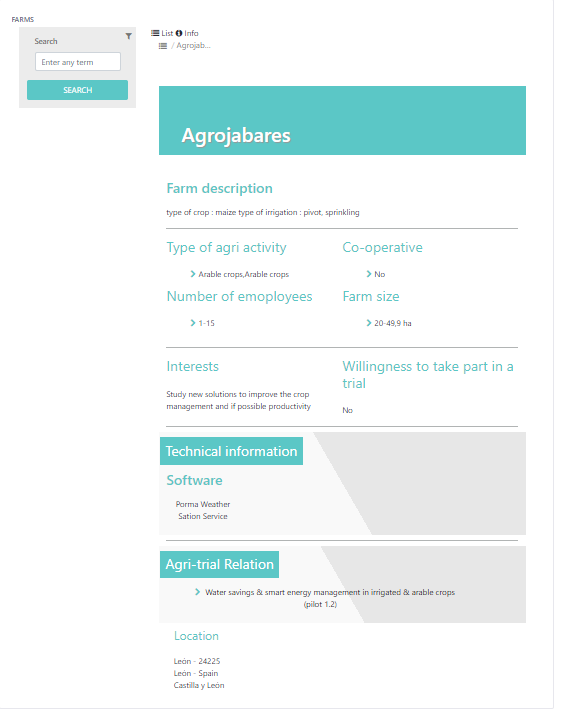 FARMS
Search
Enter any term
SEARCH
List Info
/ Agrojab...
Agrojabares
Farm description
type of crop : maize type of irrigation : pivot, sprinkling
Type of agri activity
Arable crops,Arable crops
Co-operative
No
Number of emoployees
1-15
Farm size
20-49,9 ha
Interests
Study new solutions to improve the crop
management and if possible productivity
Willingness to take part in a
trial
No
Technical information
Software
Porma Weather
Sation Service
Agri-trial Relation
Water savings & smart energy management in irrigated & arable crops
(pilot 1.2)
Location
León - 24225
León - Spain
Castilla y León